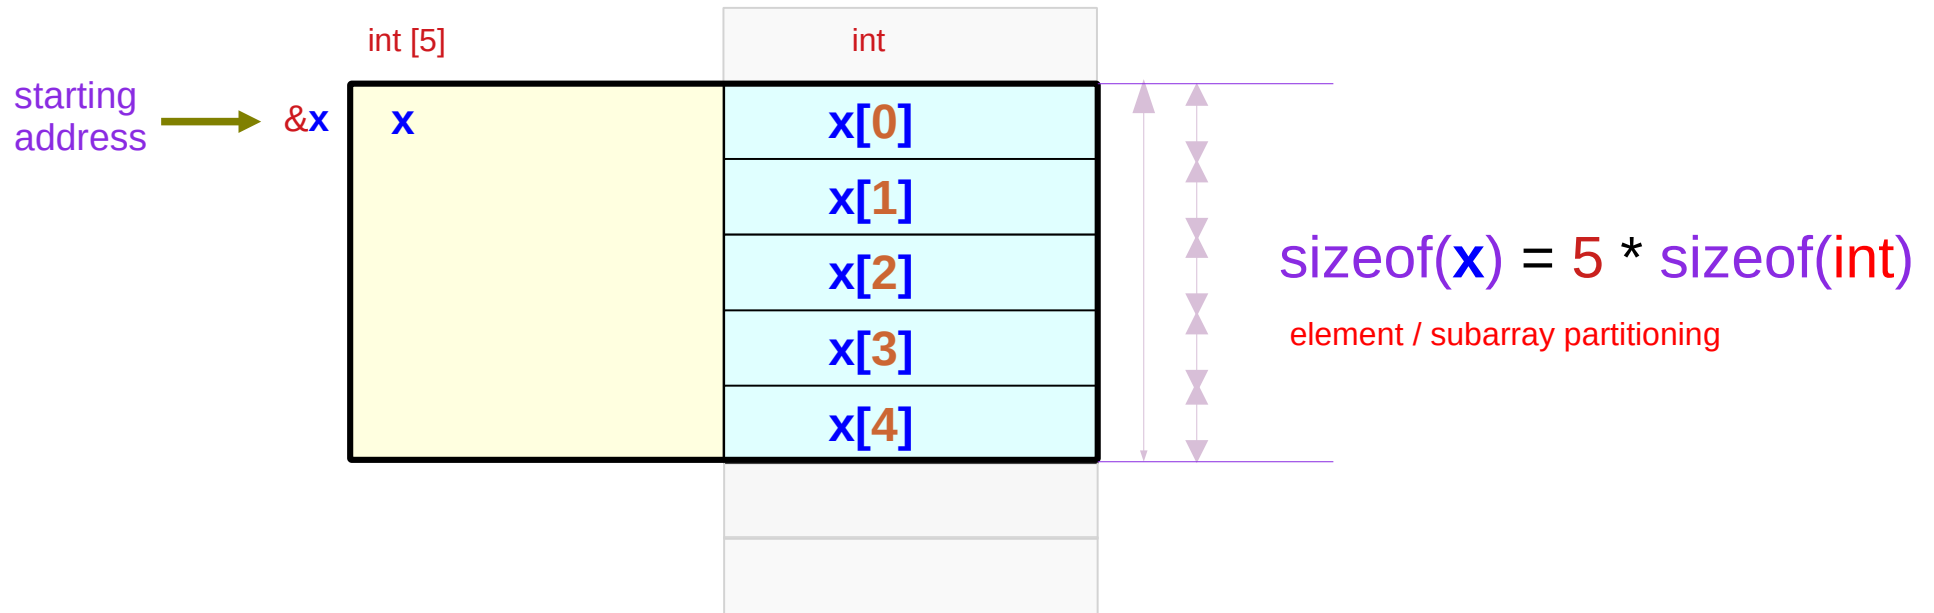 int [5]
int
starting
address
&x
x
x[0]
x[1]
x[2]
x[3]
x[4]
sizeof(x) = 5 * sizeof(int)
element / subarray partitioning